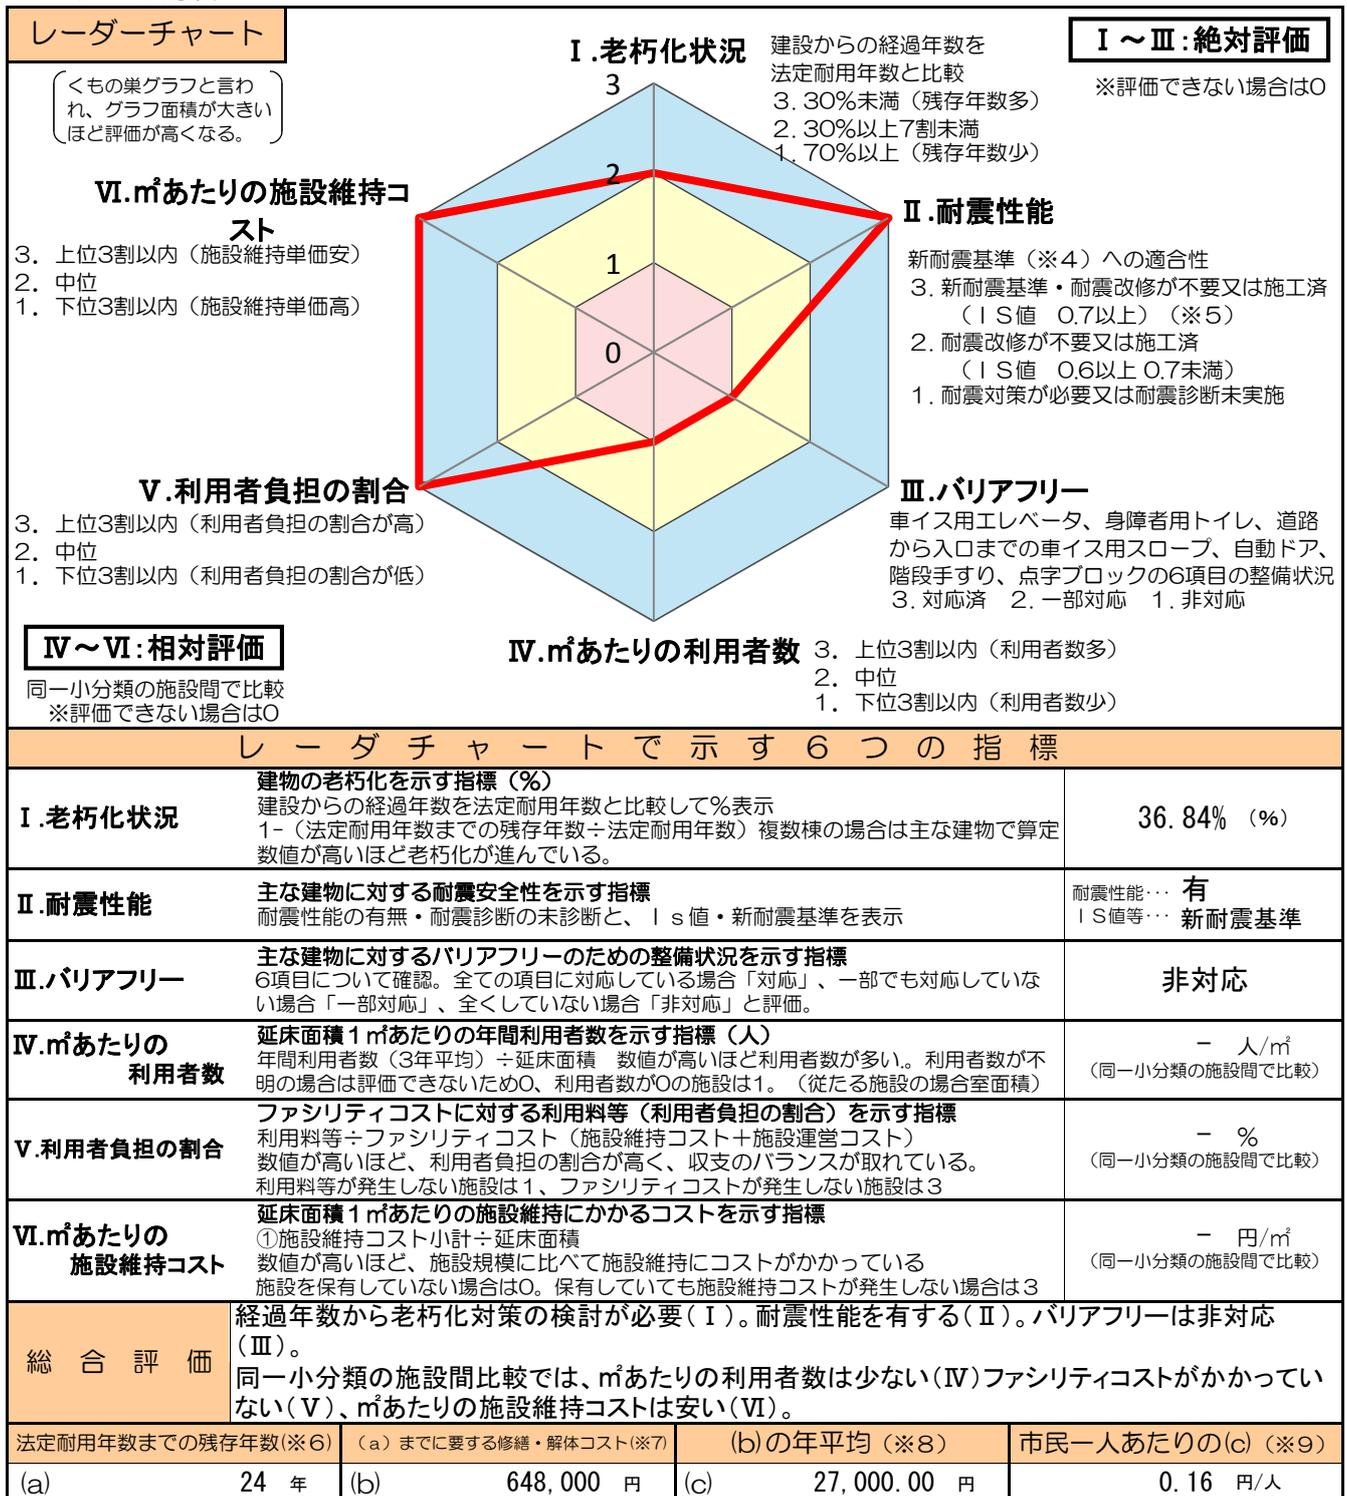 レーダーチャート
くもの巣グラフと言わ
れ、グラフ面積が大きい
ほど評価が高くなる。
Ⅰ.老朽化状況
建設からの経過年数を
法定耐用年数と比較
3. 30%未満（残存年数多）
2. 30%以上7割未満
1. 70%以上（残存年数少）
Ⅰ～Ⅲ:絶対評価
※評価できない場合は0
3
2
1
0
Ⅵ.㎡あたりの施設維持コ
スト
3. 上位3割以内（施設維持単価安）
2. 中位
1. 下位3割以内（施設維持単価高）
Ⅱ.耐震性能
新耐震基準（※４）への適合性
3. 新耐震基準・耐震改修が不要又は施工済
（ＩＳ値　0.7以上）（※５）
2. 耐震改修が不要又は施工済
（ＩＳ値　0.6以上 0.7未満）
1. 耐震対策が必要又は耐震診断未実施
Ⅴ.利用者負担の割合
3. 上位3割以内（利用者負担の割合が高）
2. 中位
1. 下位3割以内（利用者負担の割合が低）
Ⅲ.バリアフリー
車イス用エレベータ、身障者用トイレ、道路
から入口までの車イス用スロープ、自動ドア、
階段手すり、点字ブロックの6項目の整備状況
3. 対応済　2. 一部対応　1. 非対応
Ⅳ～Ⅵ:相対評価
同一小分類の施設間で比較
※評価できない場合は0
Ⅳ.㎡あたりの利用者数
3. 上位3割以内（利用者数多）
2. 中位
1. 下位3割以内（利用者数少）
レーダチャートで示す６つの指標
Ⅰ.老朽化状況
建物の老朽化を示す指標（％）
建設からの経過年数を法定耐用年数と比較して％表示
1-（法定耐用年数までの残存年数÷法定耐用年数）複数棟の場合は主な建物で算定
数値が高いほど老朽化が進んでいる。
36.84%（%）
Ⅱ.耐震性能
主な建物に対する耐震安全性を示す指標
耐震性能の有無・耐震診断の未診断と、Ｉｓ値・新耐震基準を表示
耐震性能･･･ 有
ＩＳ値等･･･ 新耐震基準
Ⅲ.バリアフリー
主な建物に対するバリアフリーのための整備状況を示す指標
6項目について確認。全ての項目に対応している場合「対応」、一部でも対応していな
い場合「一部対応」、全くしていない場合「非対応」と評価。
非対応
Ⅳ.㎡あたりの
利用者数
延床面積１㎡あたりの年間利用者数を示す指標（人）
年間利用者数（3年平均）÷延床面積　数値が高いほど利用者数が多い。利用者数が不
明の場合は評価できないため0、利用者数が0の施設は1。（従たる施設の場合室面積）
－　人/㎡
（同一小分類の施設間で比較）
Ⅴ.利用者負担の割合
ファシリティコストに対する利用料等（利用者負担の割合）を示す指標
利用料等÷ファシリティコスト（施設維持コスト＋施設運営コスト）
数値が高いほど、利用者負担の割合が高く、収支のバランスが取れている。
利用料等が発生しない施設は１、ファシリティコストが発生しない施設は３
－　%
（同一小分類の施設間で比較）
Ⅵ.㎡あたりの
施設維持コスト
延床面積１㎡あたりの施設維持にかかるコストを示す指標
①施設維持コスト小計÷延床面積
数値が高いほど、施設規模に比べて施設維持にコストがかかっている
施設を保有していない場合は0。保有していても施設維持コストが発生しない場合は３
－　円/㎡
（同一小分類の施設間で比較）
総合評価
経過年数から老朽化対策の検討が必要(Ⅰ)。耐震性能を有する(Ⅱ)。バリアフリーは非対応
(Ⅲ)。
同一小分類の施設間比較では、㎡あたりの利用者数は少ない(Ⅳ)ファシリティコストがかかってい
ない(Ⅴ)、㎡あたりの施設維持コストは安い(Ⅵ)。
法定耐用年数までの残存年数(※６)
（a）までに要する修繕・解体コスト(※7)
(b)の年平均（※８）
市民一人あたりの(c)（※９）
(a) 24 年
(b) 648,000 円
(c) 27,000.00 円
0.16 円/人